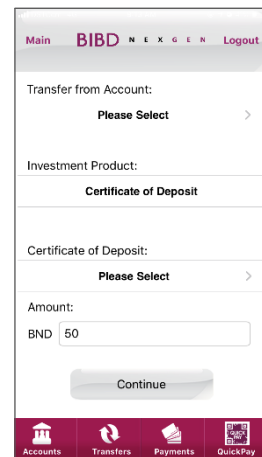 Main BIBD NEXGEN Logout
Transfer from Account:
Please Select
Investment Product:
Certificate of Deposit
Certificate of Deposit:
Please Select
Amount:
BND 50
Continue
QUICK PAY
Accounts Transfers Payments QuickPay